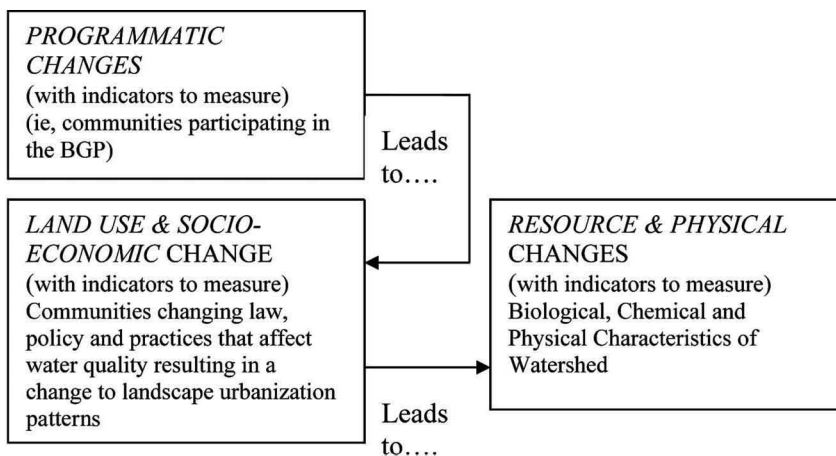 PROGRAMMATIC
CHANGES
(with indicators to measure)
(ie, communities participating in
the BGP)
Leads
to….
LAND USE & SOCIO-
ECONOMIC CHANGE
(with indicators to measure)
Communities changing law,
policy and practices that affect
water quality resulting in a
change to landscape urbanization
patterns
Leads
to….
RESOURCE & PHYSICAL
CHANGES
(with indicators to measure)
Biological, Chemical and
Physical Characteristics of
Watershed